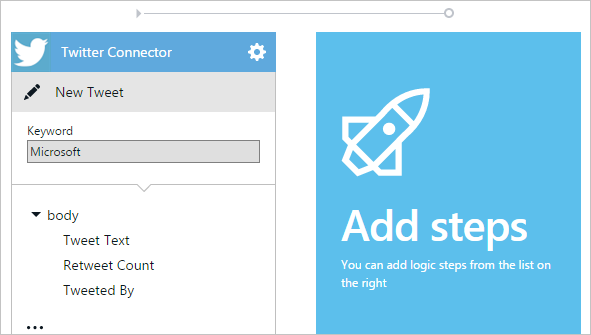 Twitter Connector
New Tweet
Keyword
Microsoft
body
Tweet Text
Retweet Count
Tweeted By
...
Add steps
You can add logic steps from the list on
the right